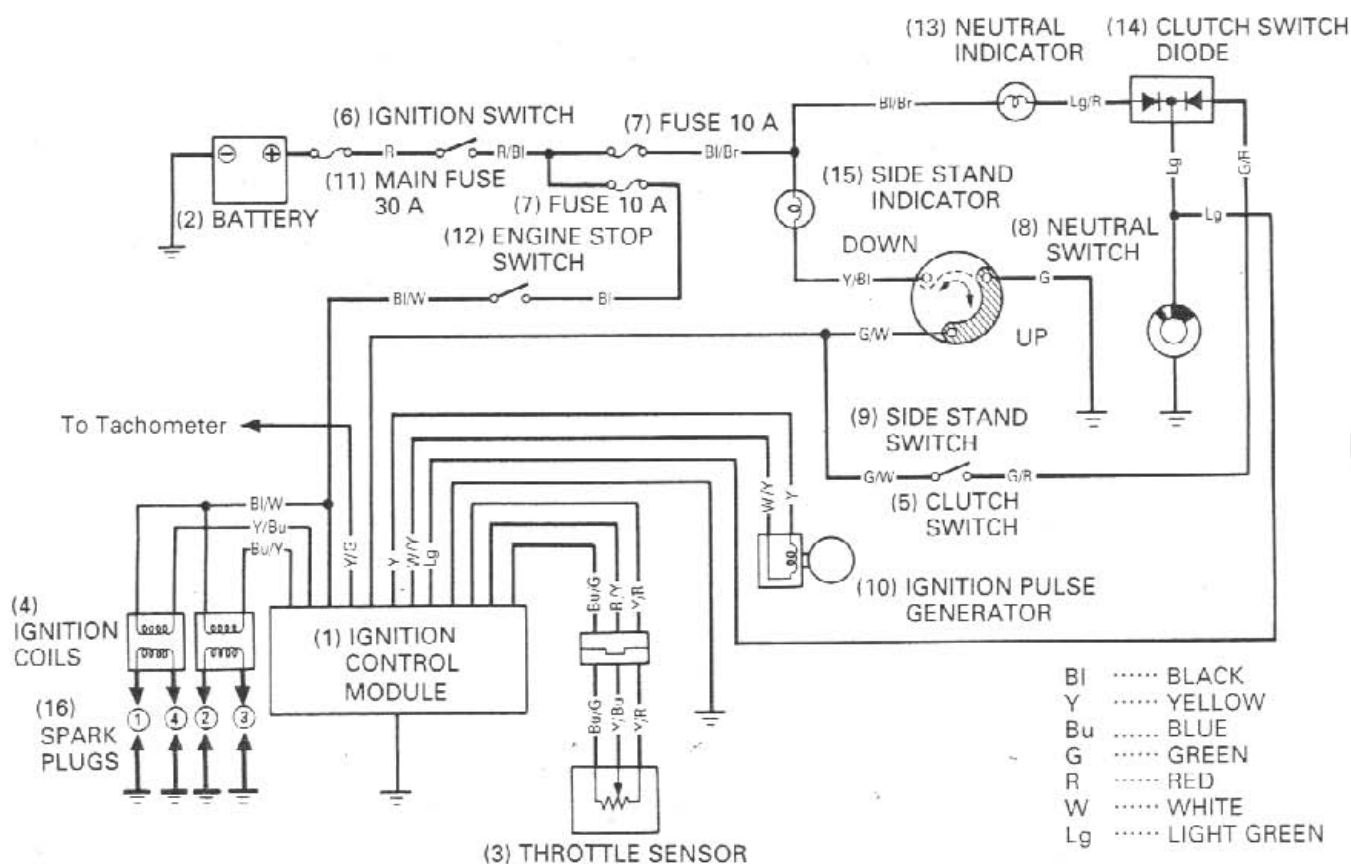 (13) NEUTRAL
INDICATOR
(14) CLUTCH SWITCH
DIODE
Bl/Br
Lg/R
(6) IGNITION SWITCH
(7) FUSE 10 A
R
R/Bl
Bl/Br
(11) MAIN FUSE
30 A
(2) BATTERY
(7) FUSE 10 A
(15) SIDE STAND
INDICATOR
Lg
G/R
Lg
(12) ENGINE STOP
SWITCH
DOWN
(8) NEUTRAL
SWITCH
Bl/W
Bl
Y/Bl
G
G/W
UP
To Tachometer
(9) SIDE STAND
SWITCH
G/W
G/R
(5) CLUTCH
SWITCH
Bl/W
Y/Bu
Bu/Y
Y/G
Y
W/Y
Lg
W/Y
Y
(10) IGNITION PULSE
GENERATOR
Bu/G
R/Y
Y/R
(4)
IGNITION
COILS
(1) IGNITION
CONTROL
MODULE
(16)
SPARK
PLUGS
1
4
2
3
Bu/G
Y/Bu
Y/R
(3) THROTTLE SENSOR
Bl ...... BLACK
Y ...... YELLOW
Bu ...... BLUE
G ...... GREEN
R ...... RED
W ...... WHITE
Lg ...... LIGHT GREEN